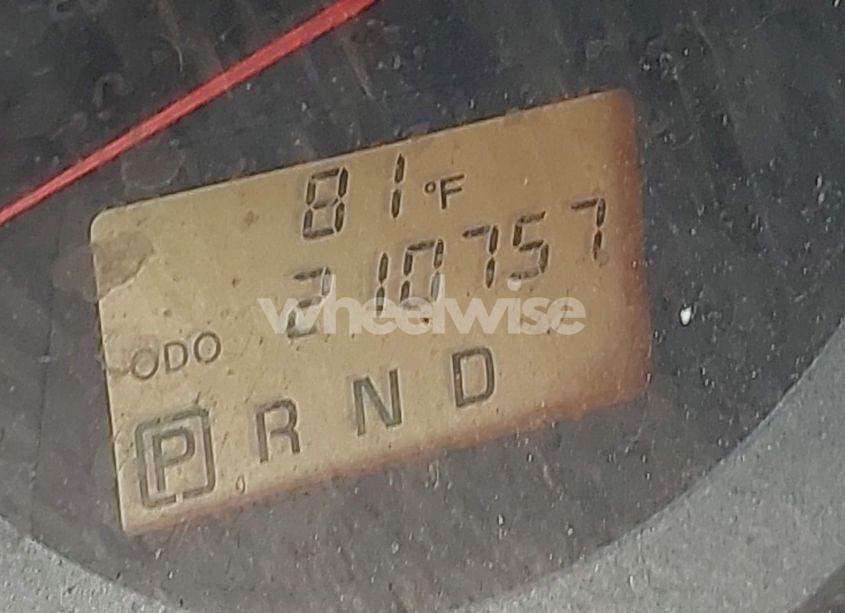 81 °F
210757
wheelwise
ODO
P R N D